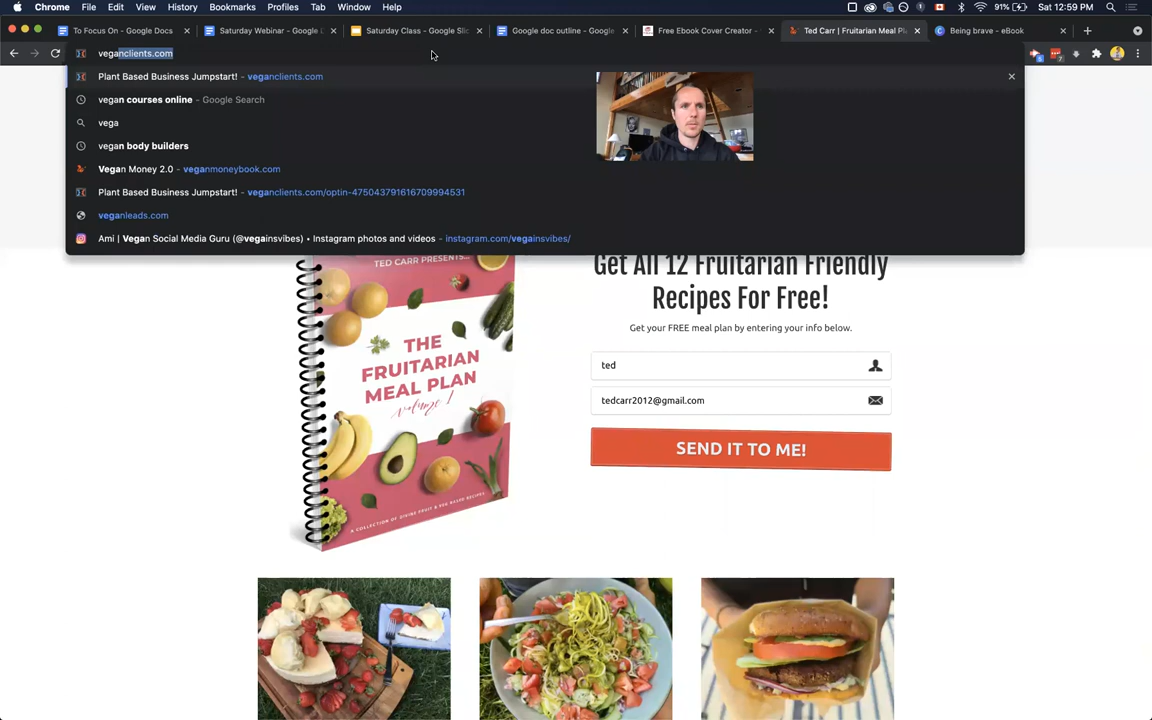 Chrome File Edit View History Bookmarks Profiles Tab Window Help 91% Sat 12:59 PM
To Focus On - Google Docs Saturday Webinar - Google Saturday Class - Google Slic Google doc outline - Google Free Ebook Cover Creator - Ted Carr | Fruitarian Meal Pl Being brave - eBook
veganclients.com
Plant Based Business Jumpstart! - veganclients.com
vegan courses online - Google Search
vega
vegan body builders
Vegan Money 2.0 - veganmoneybook.com
Plant Based Business Jumpstart! - veganclients.com/optin-475043791616709994531
veganleads.com
Ami | Vegan Social Media Guru (@vegainsvibes) • Instagram photos and videos - instagram.com/vegainsvibes/
TED CARR PRESENTS...
THE
FRUITARIAN
MEAL PLAN
volume 1
A COLLECTION OF DIVINE FRUIT & VEG BASED RECIPES
Get All 12 Fruitarian Friendly
Recipes For Free!
Get your FREE meal plan by entering your info below.
ted
tedcarr2012@gmail.com
SEND IT TO ME!